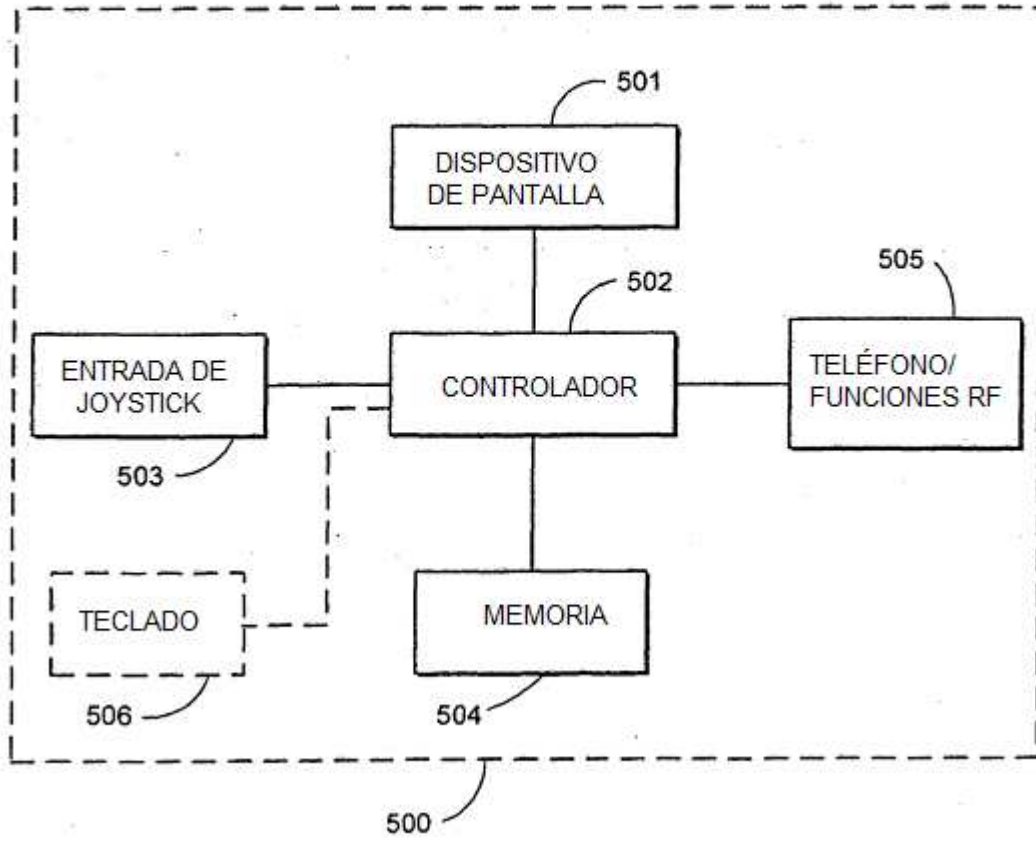 501
DISPOSITIVO
DE PANTALLA
502
505
ENTRADA DE
JOYSTICK
CONTROLADOR
TELÉFONO/
FUNCIONES RF
503
TECLADO
MEMORIA
506
504
500